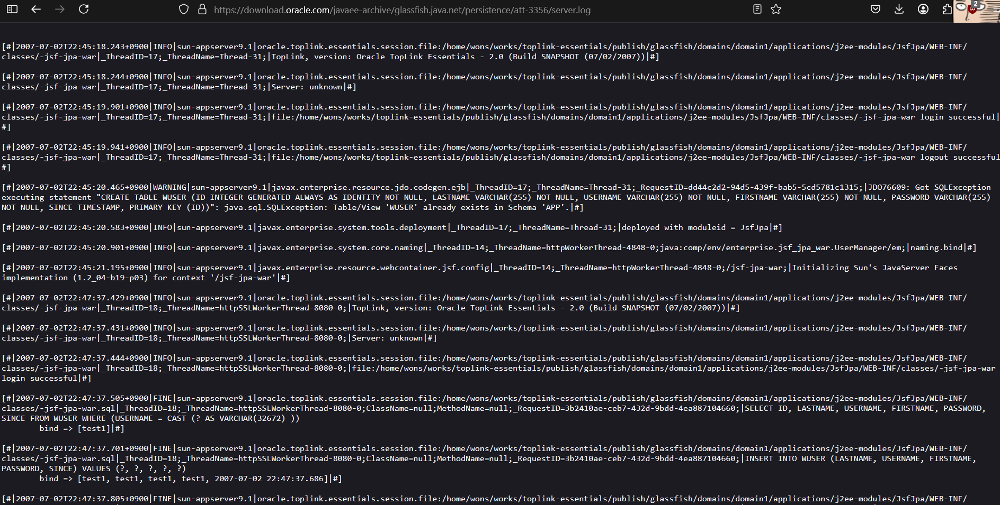 https://download.oracle.com/javaee-archive/glassfish.java.net/persistence/att-3356/server.log
2
[#|2007-07-02T22:45:18.243+0900|INFO|sun-appserver9.1|oracle.toplink.essentials.session.file:/home/wons/works/toplink-essentials/publish/glassfish/domains/domain1/applications/j2ee-modules/JsfJpa/WEB-INF/
classes/-jsf-jpa-war|_ThreadID=17;_ThreadName=Thread-31;|TopLink, version: Oracle TopLink Essentials - 2.0 (Build SNAPSHOT (07/02/2007))|#]
[#|2007-07-02T22:45:18.244+0900|INFO|sun-appserver9.1|oracle.toplink.essentials.session.file:/home/wons/works/toplink-essentials/publish/glassfish/domains/domain1/applications/j2ee-modules/JsfJpa/WEB-INF/
classes/-jsf-jpa-war|_ThreadID=17;_ThreadName=Thread-31;|Server: unknown|#]
[#|2007-07-02T22:45:19.901+0900|INFO|sun-appserver9.1|oracle.toplink.essentials.session.file:/home/wons/works/toplink-essentials/publish/glassfish/domains/domain1/applications/j2ee-modules/JsfJpa/WEB-INF/
classes/-jsf-jpa-war|_ThreadID=17;_ThreadName=Thread-31;|file:/home/wons/works/toplink-essentials/publish/glassfish/domains/domain1/applications/j2ee-modules/JsfJpa/WEB-INF/classes/-jsf-jpa-war login successful|
#]
[#|2007-07-02T22:45:19.941+0900|INFO|sun-appserver9.1|oracle.toplink.essentials.session.file:/home/wons/works/toplink-essentials/publish/glassfish/domains/domain1/applications/j2ee-modules/JsfJpa/WEB-INF/
classes/-jsf-jpa-war|_ThreadID=17;_ThreadName=Thread-31;|file:/home/wons/works/toplink-essentials/publish/glassfish/domains/domain1/applications/j2ee-modules/JsfJpa/WEB-INF/classes/-jsf-jpa-war logout successful
#]
[#|2007-07-02T22:45:20.465+0900|WARNING|sun-appserver9.1|javax.enterprise.resource.jdo.codegen.ejb|_ThreadID=17;_ThreadName=Thread-31;_RequestID=dd44c2d2-94d5-439f-bab5-5cd5781c1315;|JDO76609: Got SQLException
executing statement "CREATE TABLE WUSER (ID INTEGER GENERATED ALWAYS AS IDENTITY NOT NULL, LASTNAME VARCHAR(255) NOT NULL, USERNAME VARCHAR(255) NOT NULL, FIRSTNAME VARCHAR(255) NOT NULL, PASSWORD VARCHAR(255)
NOT NULL, SINCE TIMESTAMP, PRIMARY KEY (ID))": java.sql.SQLException: Table/View 'WUSER' already exists in Schema 'APP'.|#]
[#|2007-07-02T22:45:20.583+0900|INFO|sun-appserver9.1|javax.enterprise.system.tools.deployment|_ThreadID=17;_ThreadName=Thread-31;|deployed with moduleid = JsfJpa|#]
[#|2007-07-02T22:45:20.901+0900|INFO|sun-appserver9.1|javax.enterprise.system.core.naming|_ThreadID=14;_ThreadName=httpWorkerThread-4848-0;java:comp/env/enterprise.jsf_jpa_war.UserManager/em;|naming.bind|#]
[#|2007-07-02T22:45:21.195+0900|INFO|sun-appserver9.1|javax.enterprise.resource.webcontainer.jsf.config|_ThreadID=14;_ThreadName=httpWorkerThread-4848-0;/jsf-jpa-war;|Initializing Sun's JavaServer Faces
implementation (1.2_04-b19-p03) for context '/jsf-jpa-war'|#]
[#|2007-07-02T22:47:37.429+0900|INFO|sun-appserver9.1|oracle.toplink.essentials.session.file:/home/wons/works/toplink-essentials/publish/glassfish/domains/domain1/applications/j2ee-modules/JsfJpa/WEB-INF/
classes/-jsf-jpa-war|_ThreadID=18;_ThreadName=httpSSLWorkerThread-8080-0;|TopLink, version: Oracle TopLink Essentials - 2.0 (Build SNAPSHOT (07/02/2007))|#]
[#|2007-07-02T22:47:37.431+0900|INFO|sun-appserver9.1|oracle.toplink.essentials.session.file:/home/wons/works/toplink-essentials/publish/glassfish/domains/domain1/applications/j2ee-modules/JsfJpa/WEB-INF/
classes/-jsf-jpa-war|_ThreadID=18;_ThreadName=httpSSLWorkerThread-8080-0;|Server: unknown|#]
[#|2007-07-02T22:47:37.444+0900|INFO|sun-appserver9.1|oracle.toplink.essentials.session.file:/home/wons/works/toplink-essentials/publish/glassfish/domains/domain1/applications/j2ee-modules/JsfJpa/WEB-INF/
classes/-jsf-jpa-war|_ThreadID=18;_ThreadName=httpSSLWorkerThread-8080-0;|file:/home/wons/works/toplink-essentials/publish/glassfish/domains/domain1/applications/j2ee-modules/JsfJpa/WEB-INF/classes/-jsf-jpa-war
login successful|#]
[#|2007-07-02T22:47:37.505+0900|FINE|sun-appserver9.1|oracle.toplink.essentials.session.file:/home/wons/works/toplink-essentials/publish/glassfish/domains/domain1/applications/j2ee-modules/JsfJpa/WEB-INF/
classes/-jsf-jpa-war.sql|_ThreadID=18;_ThreadName=httpSSLWorkerThread-8080-0;ClassName=null;MethodName=null;_RequestID=3b2410ae-ceb7-432d-9bdd-4ea887104660;|SELECT ID, LASTNAME, USERNAME, FIRSTNAME, PASSWORD,
SINCE FROM WUSER WHERE (USERNAME = CAST (? AS VARCHAR(32672) ))
bind => [test1]|#]
[#|2007-07-02T22:47:37.701+0900|FINE|sun-appserver9.1|oracle.toplink.essentials.session.file:/home/wons/works/toplink-essentials/publish/glassfish/domains/domain1/applications/j2ee-modules/JsfJpa/WEB-INF/
classes/-jsf-jpa-war.sql|_ThreadID=18;_ThreadName=httpSSLWorkerThread-8080-0;ClassName=null;MethodName=null;_RequestID=3b2410ae-ceb7-432d-9bdd-4ea887104660;|INSERT INTO WUSER (LASTNAME, USERNAME, FIRSTNAME,
PASSWORD, SINCE) VALUES (?, ?, ?, ?, ?)
bind => [test1, test1, test1, test1, 2007-07-02 22:47:37.686]|#]
[#|2007-07-02T22:47:37.805+0900|FINE|sun-appserver9.1|oracle.toplink.essentials.session.file:/home/wons/works/toplink-essentials/publish/glassfish/domains/domain1/applications/j2ee-modules/JsfJpa/WEB-INF/